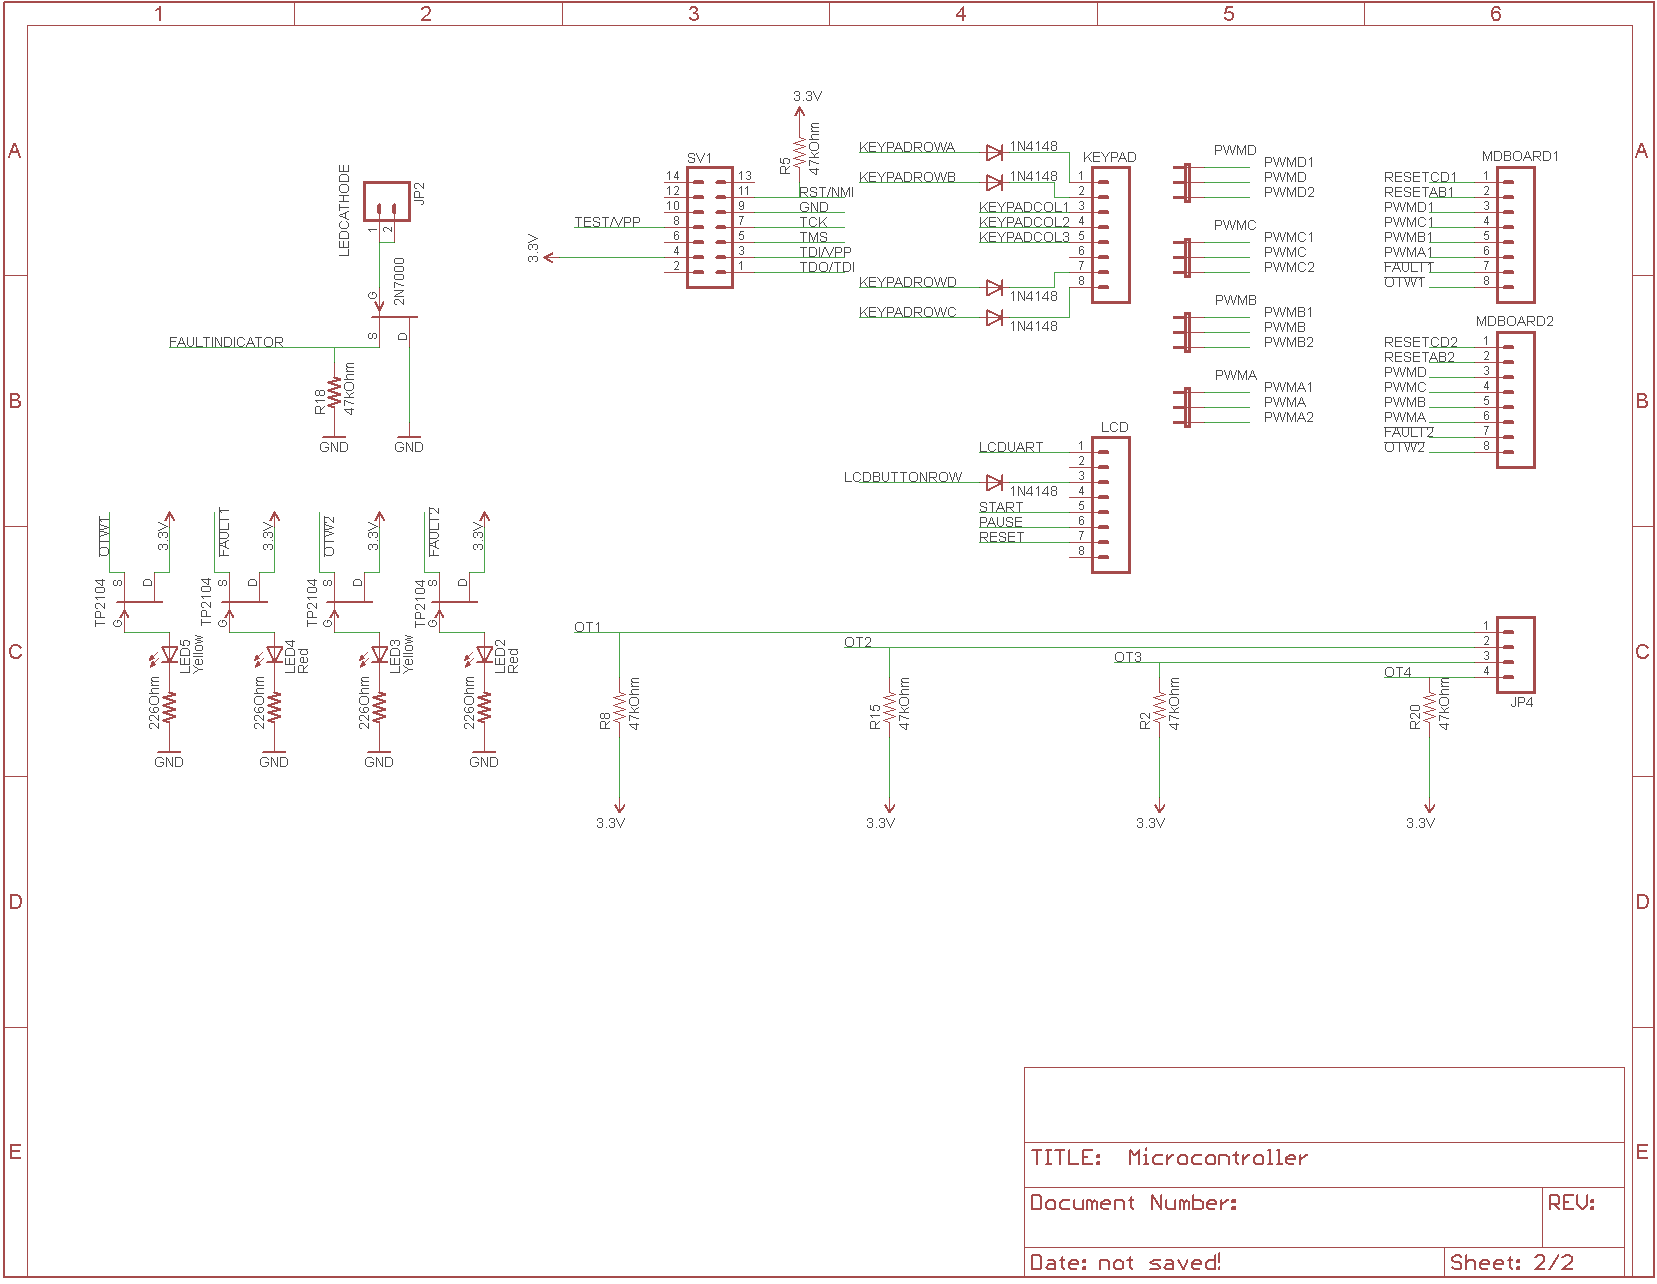 1 2 3 4 5 6
A
A
B
B
C
C
D
D
E
E
LEDCATHODE
JP2
1
2
G
2N7000
S
D
FAULTINDICATOR
R18
47kOhm
GND
GND
3.3V
R5
47kOhm
SV1
14 13
12 11 RST/NMI
10 9 GND
TEST/VPP 8 7 TCK
6 5 TMS
3.3V 4 3 TDI/VPP
2 1 TDO/TDI
KEYPAD
KEYPADROWA 1N4148 1
KEYPADROWB 1N4148 2
KEYPADCOL1 3
KEYPADCOL2 4
KEYPADCOL3 5
6
7
8
KEYPADROWD 1N4148
KEYPADROWC 1N4148
PWMD
PWMD1
PWMD
PWMD2
PWMC
PWMC1
PWMC
PWMC2
PWMB
PWMB1
PWMB
PWMB2
PWMA
PWMA1
PWMA
PWMA2
MDBOARD1
RESETCD1 1
RESETAB1 2
PWMD1 3
PWMC1 4
PWMB1 5
PWMA1 6
FAULT1 7
OTW1 8
MDBOARD2
RESETCD2 1
RESETAB2 2
PWMD 3
PWMC 4
PWMB 5
PWMA 6
FAULT2 7
OTW2 8
LCD
LCDUART 1
2
LCDBUTTONROW 1N4148 3
4
START 5
PAUSE 6
RESET 7
8
OTW1
3.3V
TP2104
S
D
G
LED5
Yellow
226Ohm
GND
FAULT1
3.3V
TP2104
S
D
G
LED4
Red
226Ohm
GND
OTW2
3.3V
TP2104
S
D
G
LED3
Yellow
226Ohm
GND
FAULT2
3.3V
TP2104
S
D
G
LED2
Red
226Ohm
GND
OT1 1
OT2 2
OT3 3
OT4 4
JP4
R8
47kOhm
3.3V
R15
47kOhm
3.3V
R2
47kOhm
3.3V
R20
47kOhm
3.3V
TITLE: Microcontroller
Document Number:
REV:
Date: not saved!
Sheet: 2/2